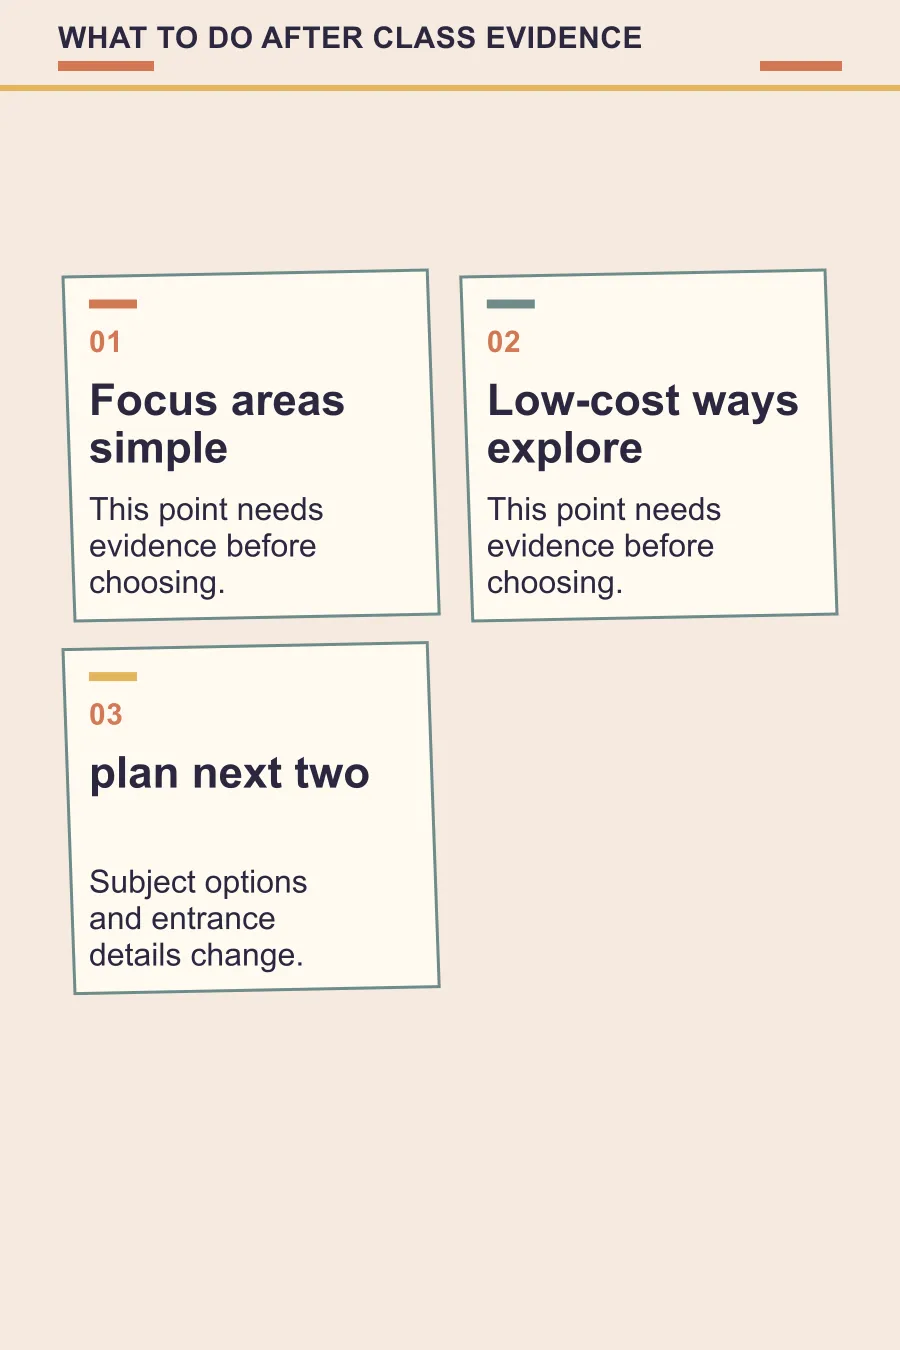 WHAT TO DO AFTER CLASS EVIDENCE
01
Focus areas
simple
This point needs
evidence before
choosing.
02
Low-cost ways
explore
This point needs
evidence before
choosing.
03
plan next two
Subject options
and entrance
details change.